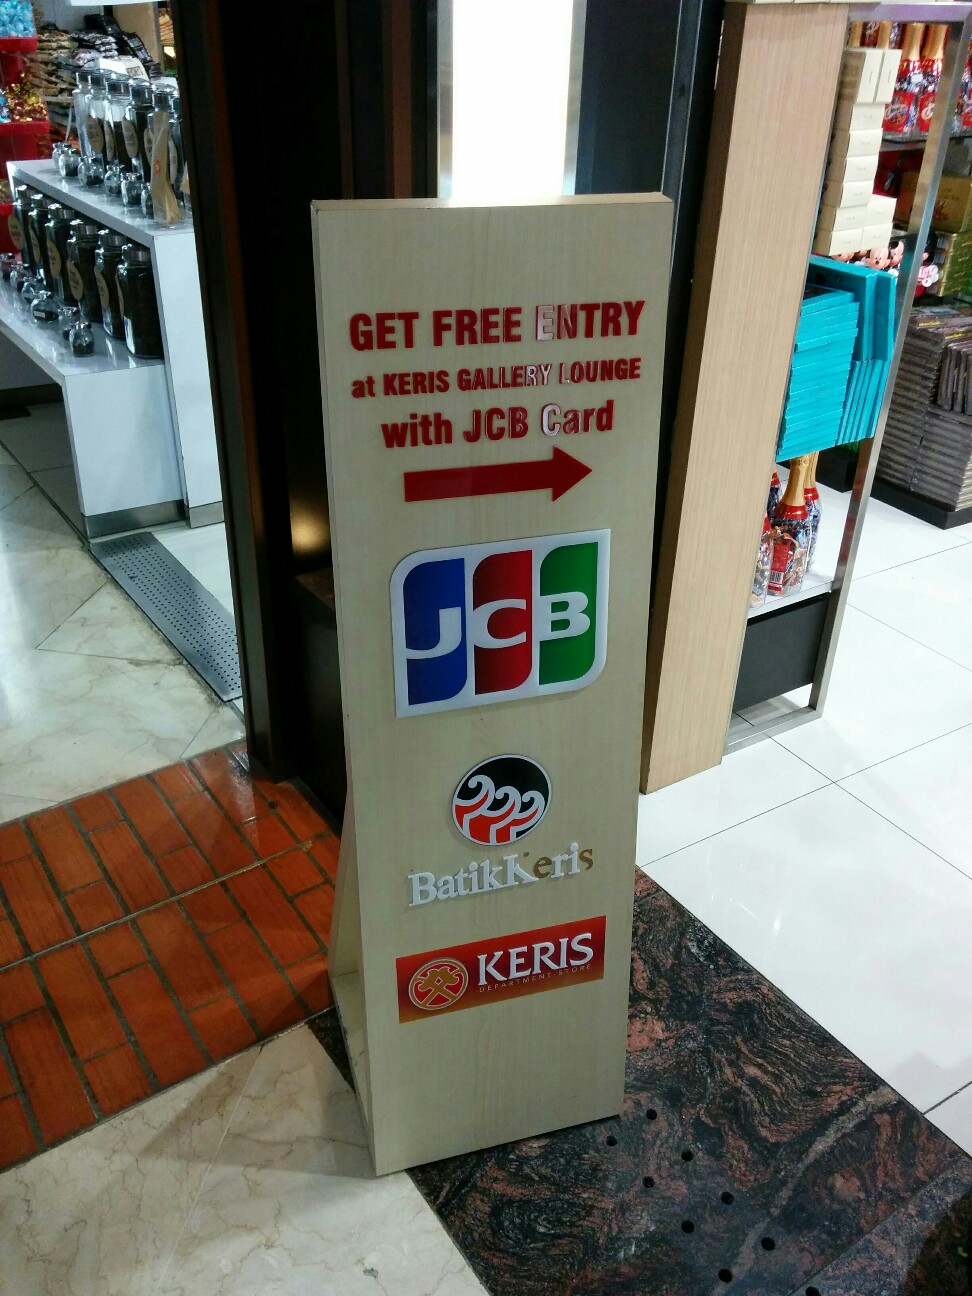 GET FREE ENTRY
at KERIS GALLERY LOUNGE
with JCB Card
JCB
BatikKeris
KERIS
DEPARTMENT STORE